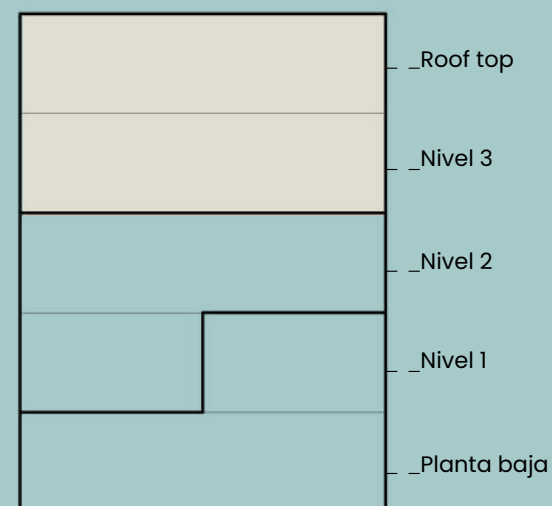 _ _Roof top
_ _Nivel 3
_ _Nivel 2
_ _Nivel 1
_ _Planta baja